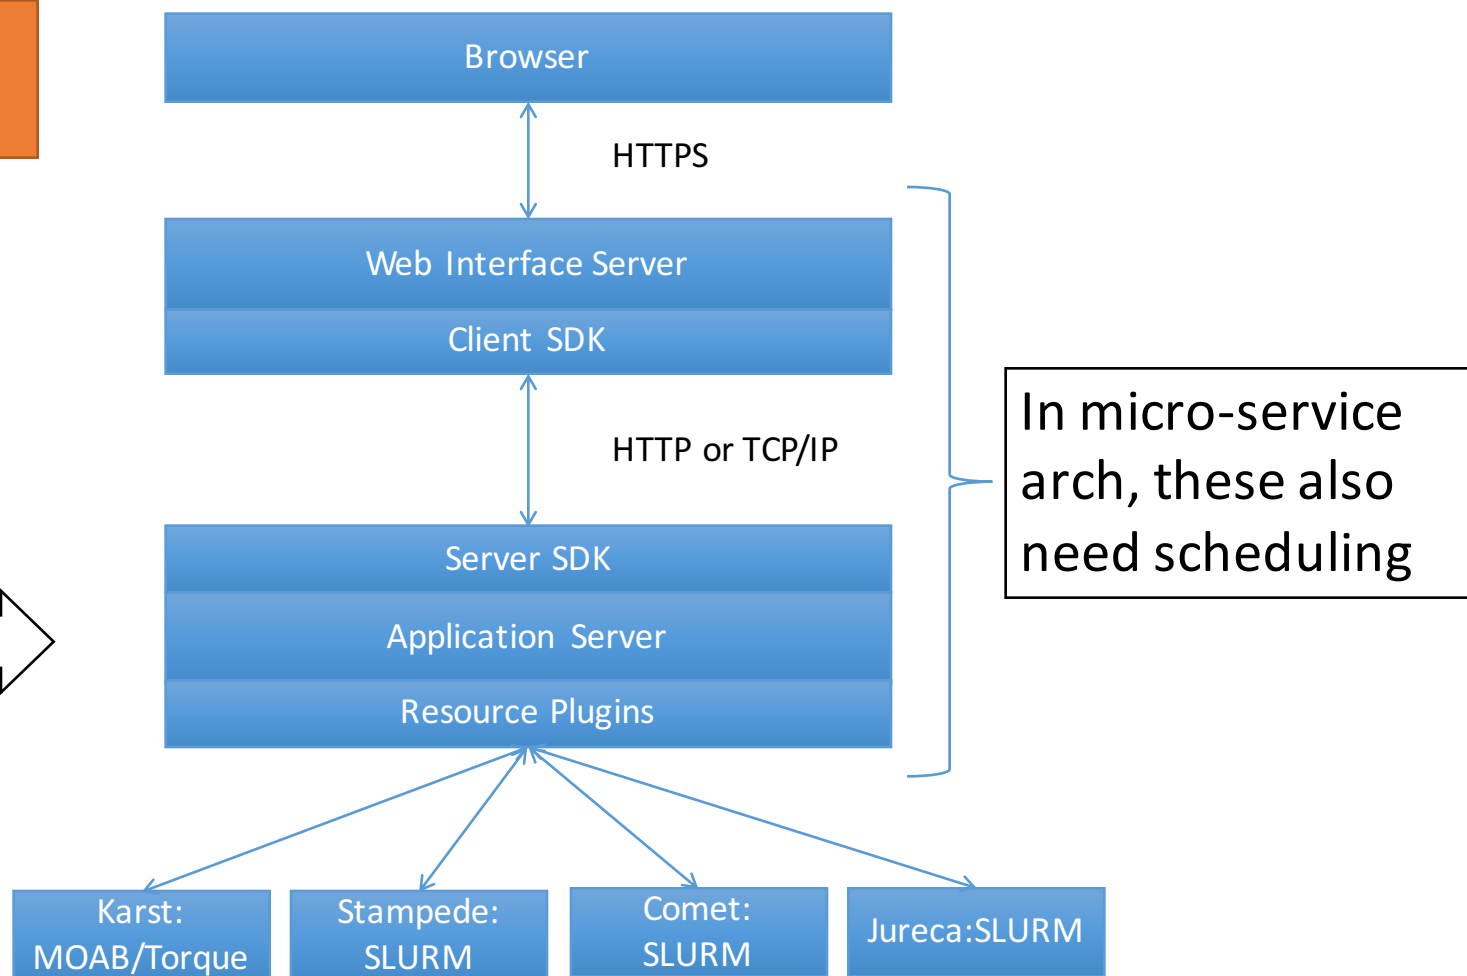 Browser
HTTPS
Web Interface Server
Client SDK
HTTP or TCP/IP
In micro-service
arch, these also
need scheduling
Server SDK
Application Server
Resource Plugins
Karst:
MOAB/Torque
Stampede:
SLURM
Comet:
SLURM
Jureca:SLURM